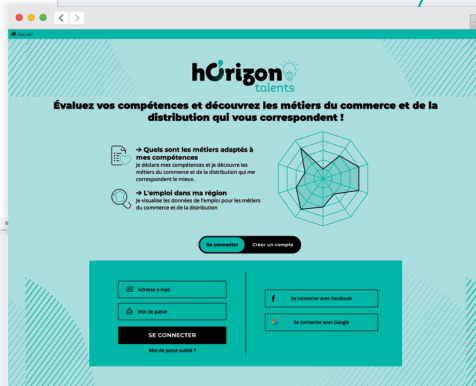 Accueil
hOrizon
talents
Évaluez vos compétences et découvrez les métiers du commerce et de la
distribution qui vous correspondent !
→ Quels sont les métiers adaptés à
mes compétences
Je déclare mes compétences et je découvre les
métiers du commerce et de la distribution qui me
correspondent le mieux.
→ L'emploi dans ma région
Je visualise les données de l'emploi pour les métiers
du commerce et de la distribution
Se connecter
Créer un compte
Adresse e-mail
Mot de passe
SE CONNECTER
Mot de passe oublié ?
Se connecter avec Facebook
Se connecter avec Google